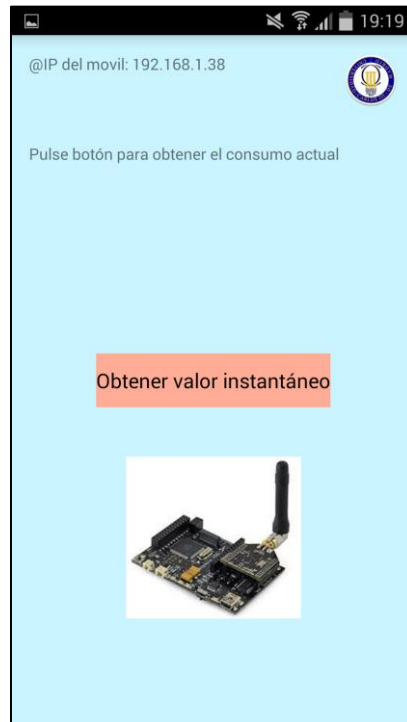 19:19
@IP del movil: 192.168.1.38
Pulse botón para obtener el consumo actual
Obtener valor instantáneo